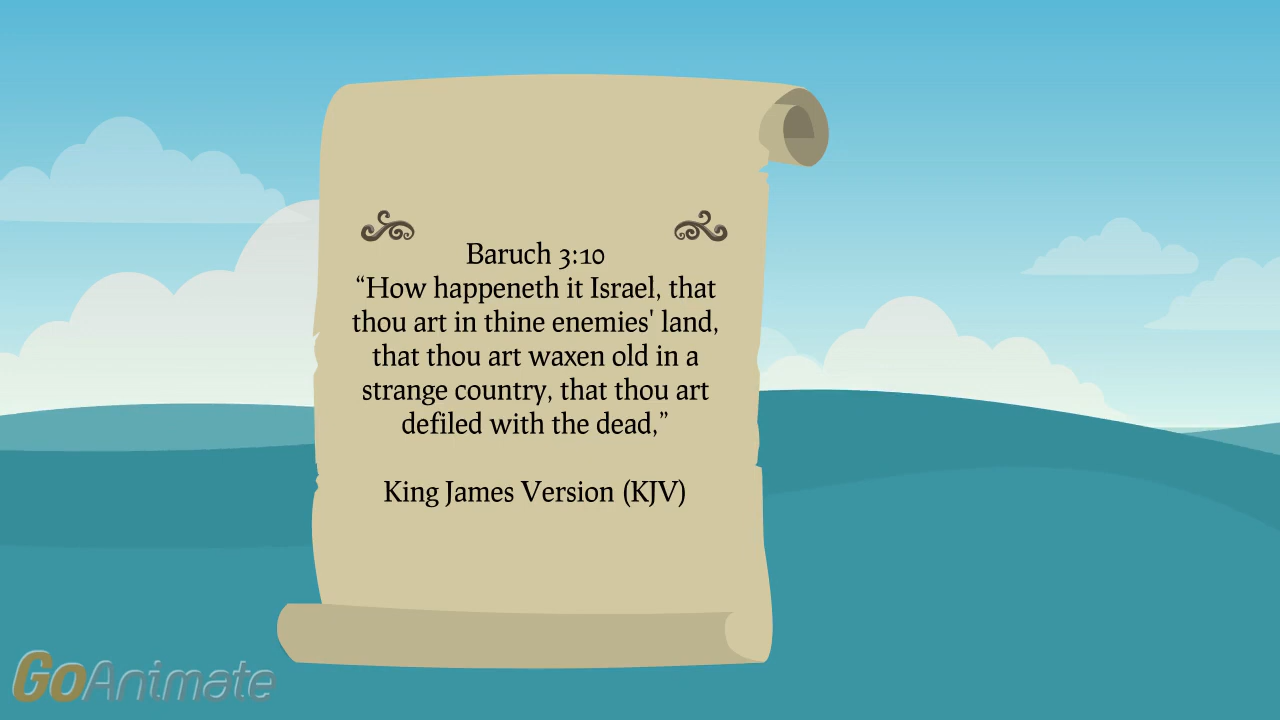 Baruch 3:10
“How happeneth it Israel, that
thou art in thine enemies' land,
that thou art waxen old in a
strange country, that thou art
defiled with the dead,”
King James Version (KJV)
GoAnimate